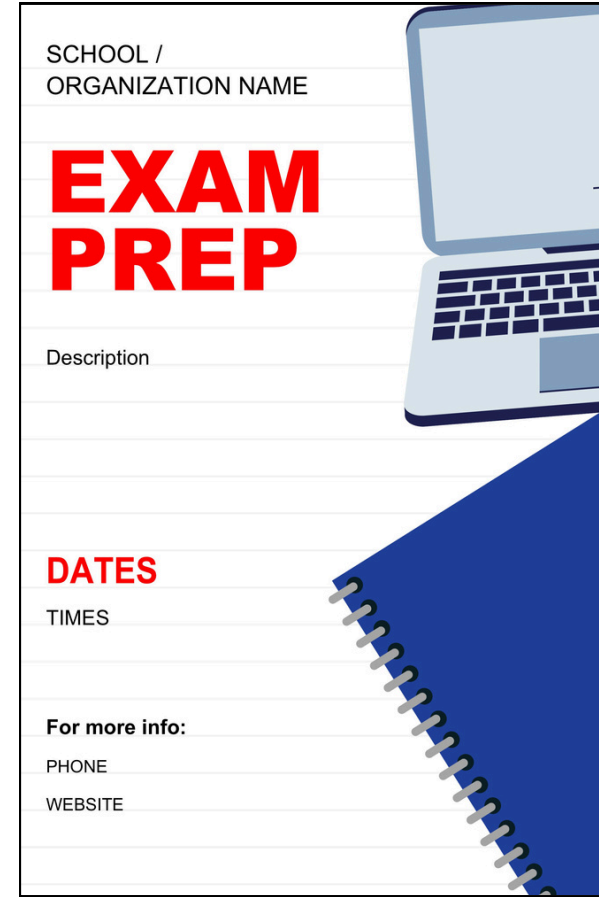 SCHOOL /
ORGANIZATION NAME
EXAM
PREP
Description
DATES
TIMES
For more info:
PHONE
WEBSITE